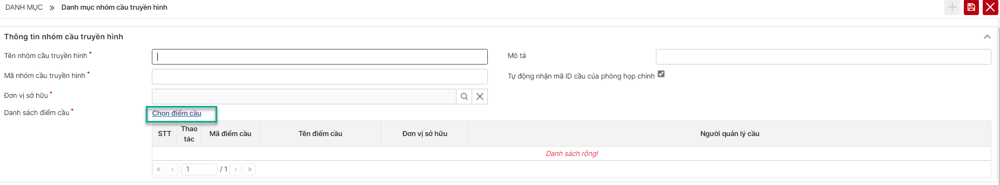 DANH MỤC » Danh mục nhóm cầu truyền hình
Thông tin nhóm cầu truyền hình
Tên nhóm cầu truyền hình *
Mô tả
Mã nhóm cầu truyền hình *
Tự động nhận mã ID cầu của phòng họp chính
Đơn vị sở hữu *
Danh sách điểm cầu *
Chọn điểm cầu
STT Thao tác Mã điểm cầu Tên điểm cầu Đơn vị sở hữu Người quản lý cầu
Danh sách rỗng!
« ‹ 1 / 1 › »